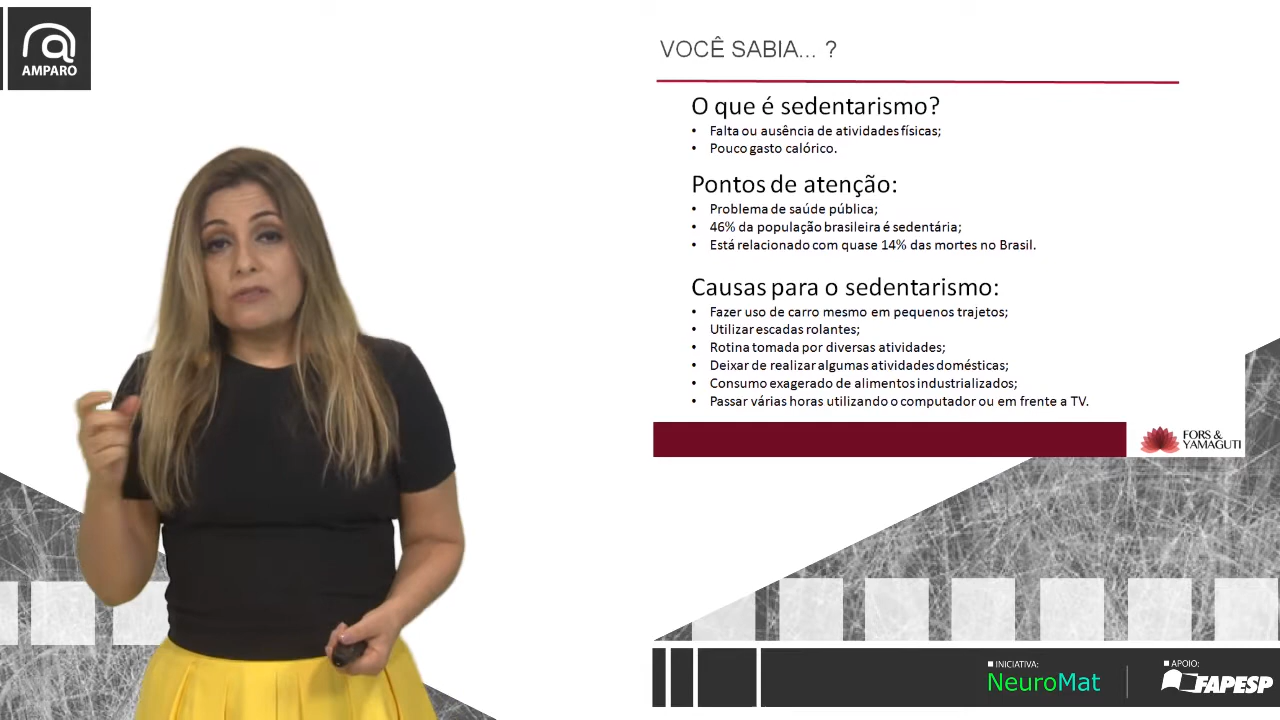 AMPARO
VOCÊ SABIA... ?
O que é sedentarismo?
• Falta ou ausência de atividades físicas;
• Pouco gasto calórico.
Pontos de atenção:
• Problema de saúde pública;
• 46% da população brasileira é sedentária;
• Está relacionado com quase 14% das mortes no Brasil.
Causas para o sedentarismo:
• Fazer uso de carro mesmo em pequenos trajetos;
• Utilizar escadas rolantes;
• Rotina tomada por diversas atividades;
• Deixar de realizar algumas atividades domésticas;
• Consumo exagerado de alimentos industrializados;
• Passar várias horas utilizando o computador ou em frente a TV.
FORS &
YAMAGUTI
INICIATIVA:
NeuroMat
APOIO:
FAPESP